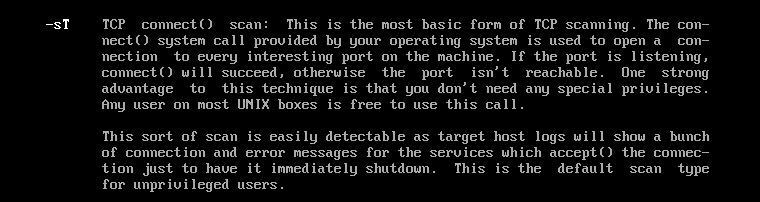 -sT TCP connect() scan: This is the most basic form of TCP scanning. The con-
nect() system call provided by your operating system is used to open a con-
nection to every interesting port on the machine. If the port is listening,
connect() will succeed, otherwise the port isn't reachable. One strong
advantage to this technique is that you don't need any special privileges.
Any user on most UNIX boxes is free to use this call.

This sort of scan is easily detectable as target host logs will show a bunch
of connection and error messages for the services which accept() the connec-
tion just to have it immediately shutdown. This is the default scan type
for unprivileged users.